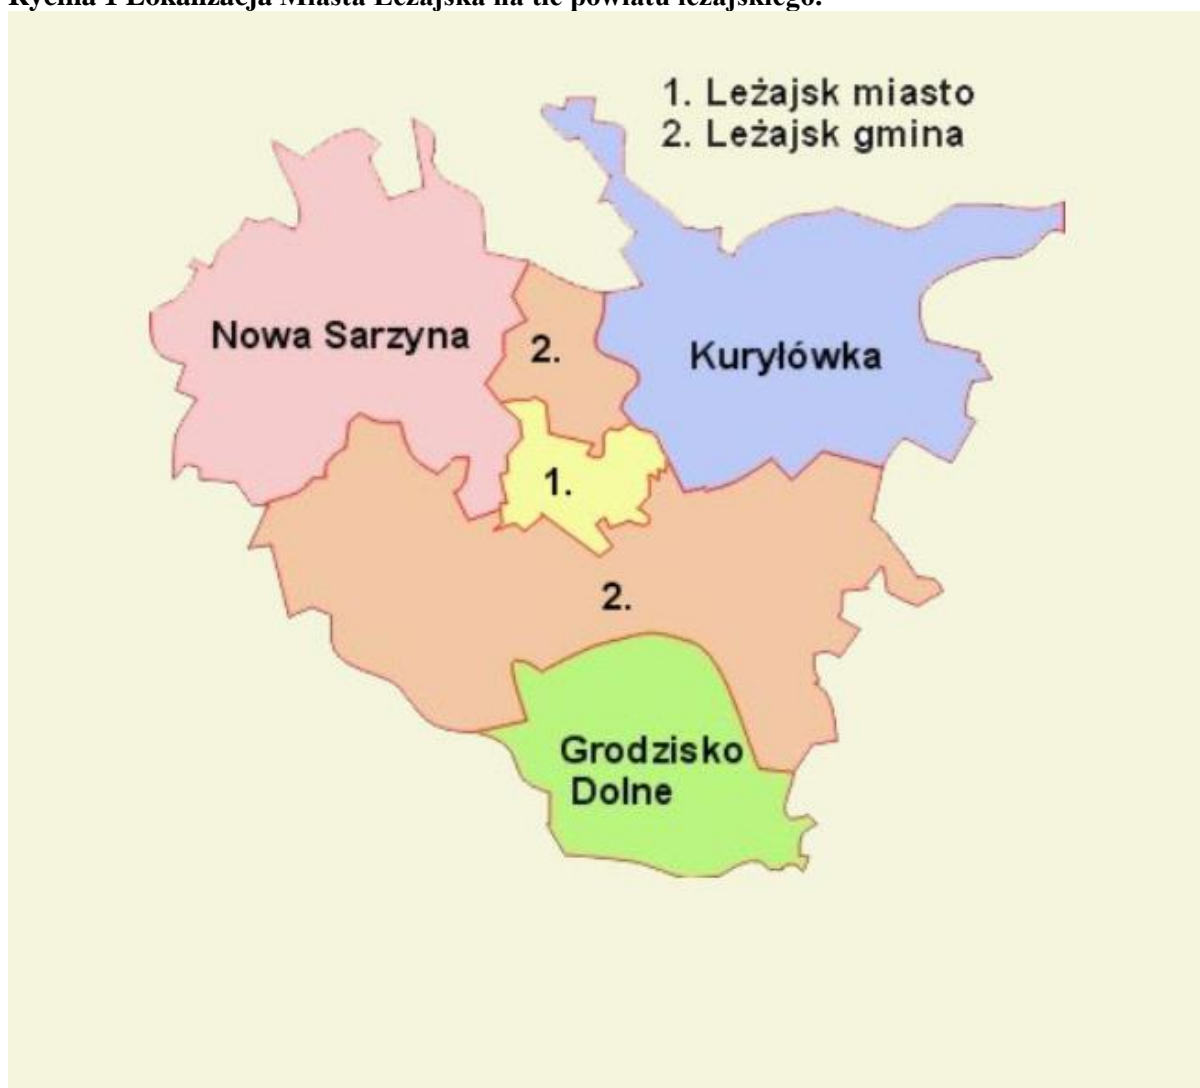 Rycina 1 Lokalizacja Miasta Leżajska na tle powiatu leżajskiego.
1. Leżajsk miasto
2. Leżajsk gmina
Nowa Sarzyna
2.
Kuryłówka
1.
2.
Grodzisko
Dolne